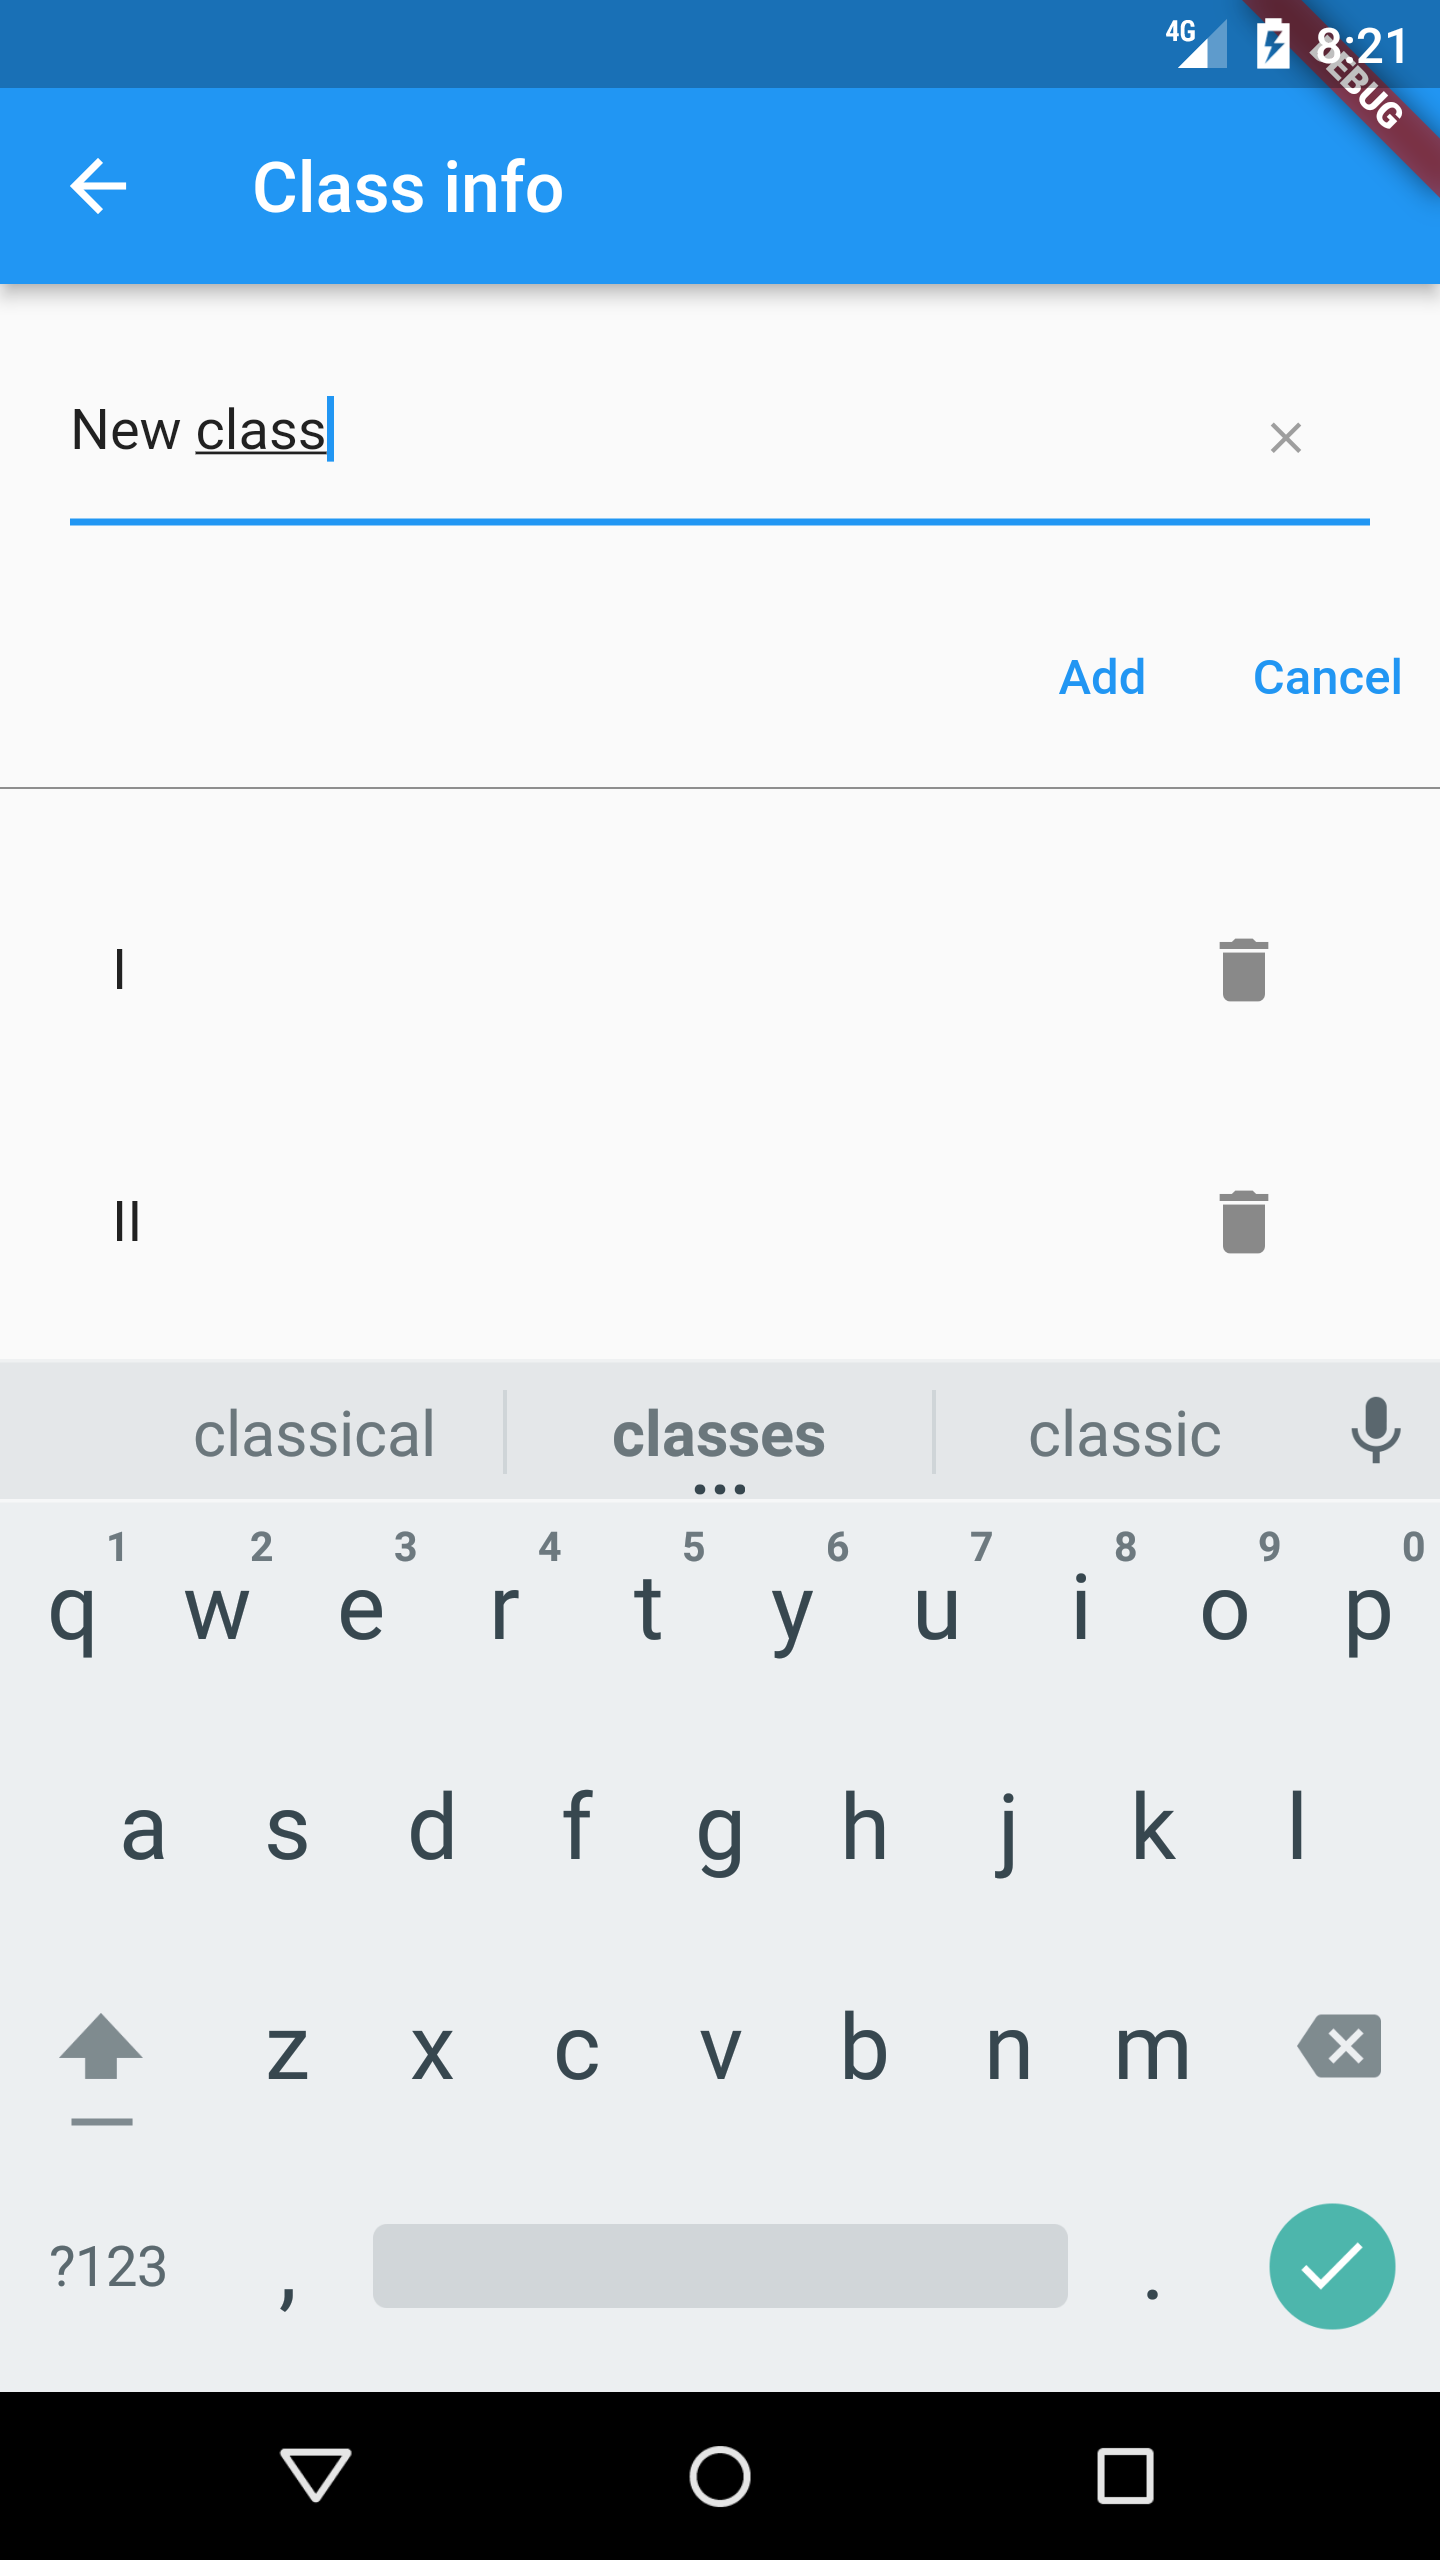 4G 8:21
DEBUG
Class info
New class
Add Cancel
I
II
classical classes classic
1 2 3 4 5 6 7 8 9 0
q w e r t y u i o p
a s d f g h j k l
z x c v b n m
?123 , .